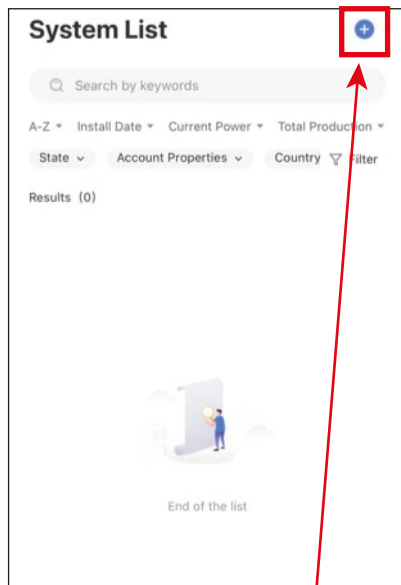 System List
Search by keywords
A-Z Install Date Current Power Total Production
State Account Properties Country Filter
Results (0)
End of the list